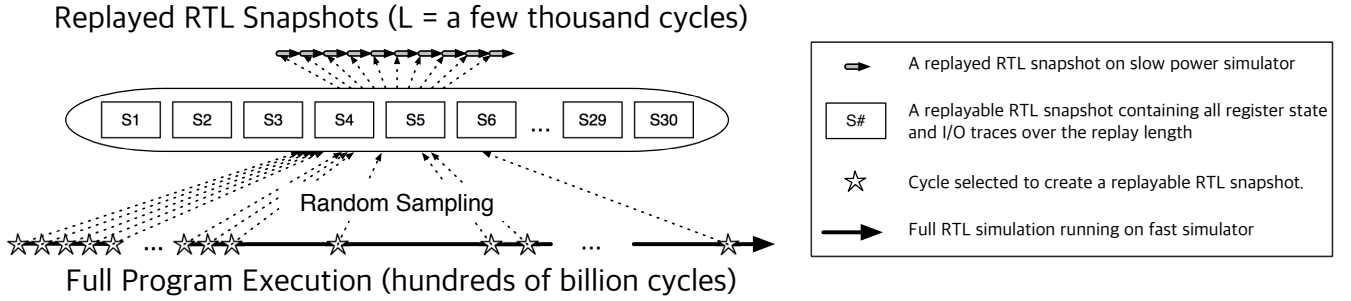 Replayed RTL Snapshots (L = a few thousand cycles)
S1 S2 S3 S4 S5 S6 ... S29 S30
Random Sampling
... ...
Full Program Execution (hundreds of billion cycles)
A replayed RTL snapshot on slow power simulator
S#
A replayable RTL snapshot containing all register state
and I/O traces over the replay length
Cycle selected to create a replayable RTL snapshot.
Full RTL simulation running on fast simulator